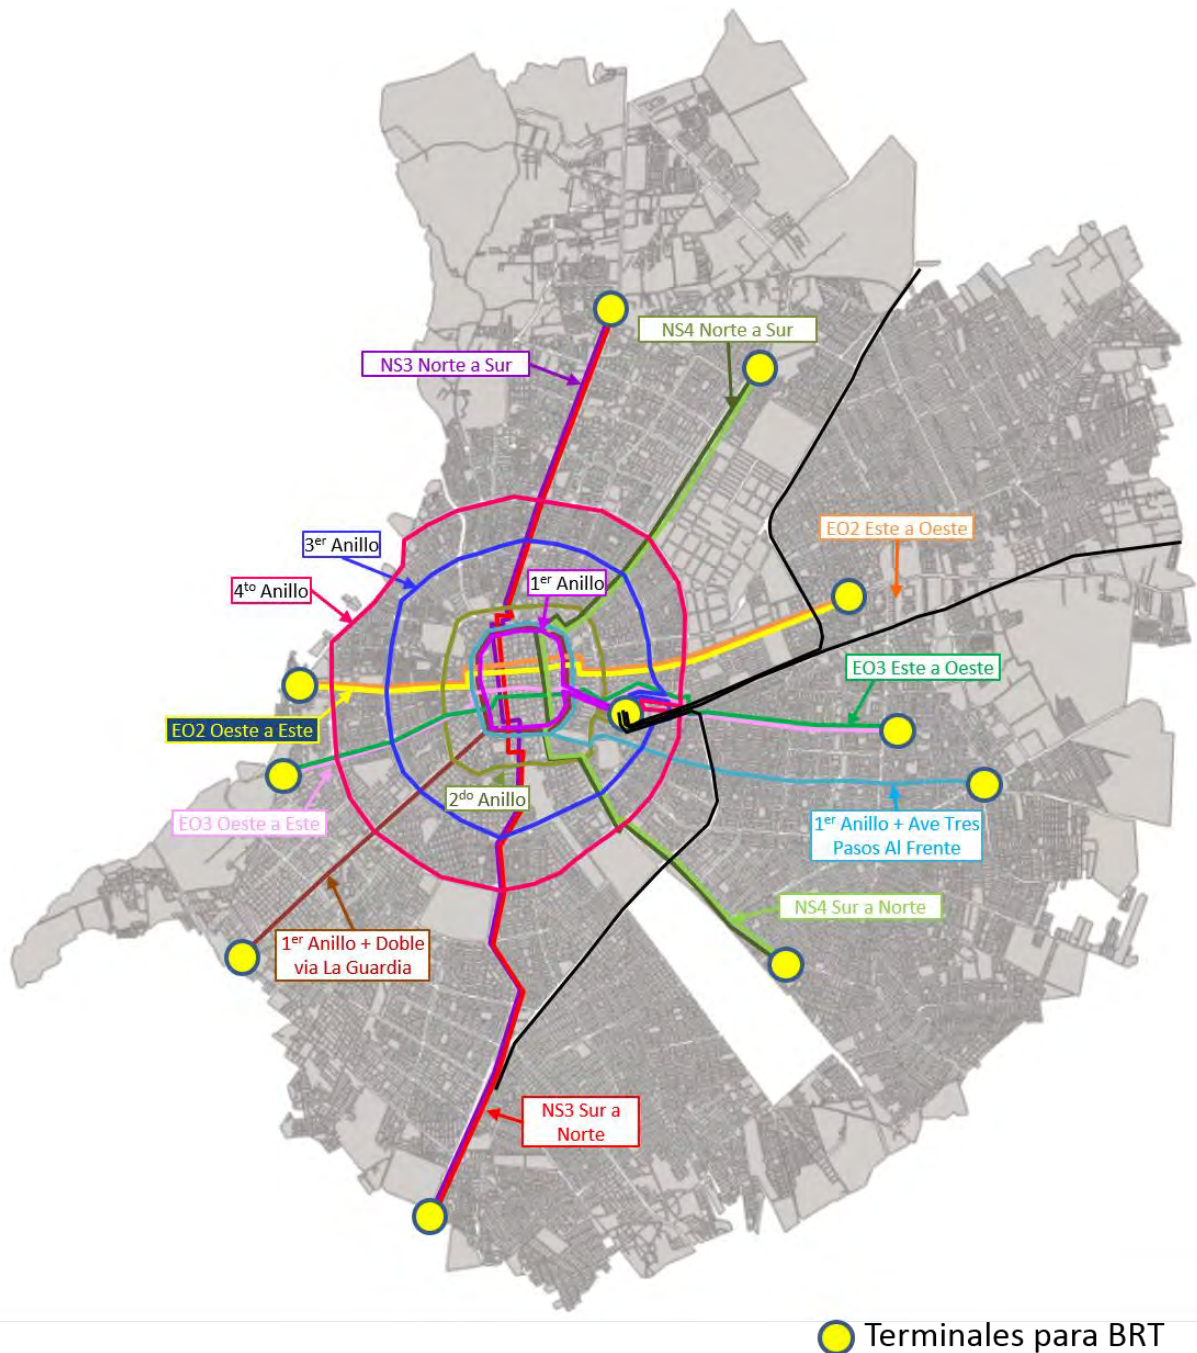 NS4 Norte a Sur
NS3 Norte a Sur
EO2 Este a Oeste
3er Anillo
1er Anillo
4to Anillo
EO3 Este a Oeste
EO2 Oeste a Este
2do Anillo
EO3 Oeste a Este
1er Anillo + Ave Tres
Pasos Al Frente
NS4 Sur a Norte
1er Anillo + Doble
via La Guardia
NS3 Sur a
Norte
Terminales para BRT